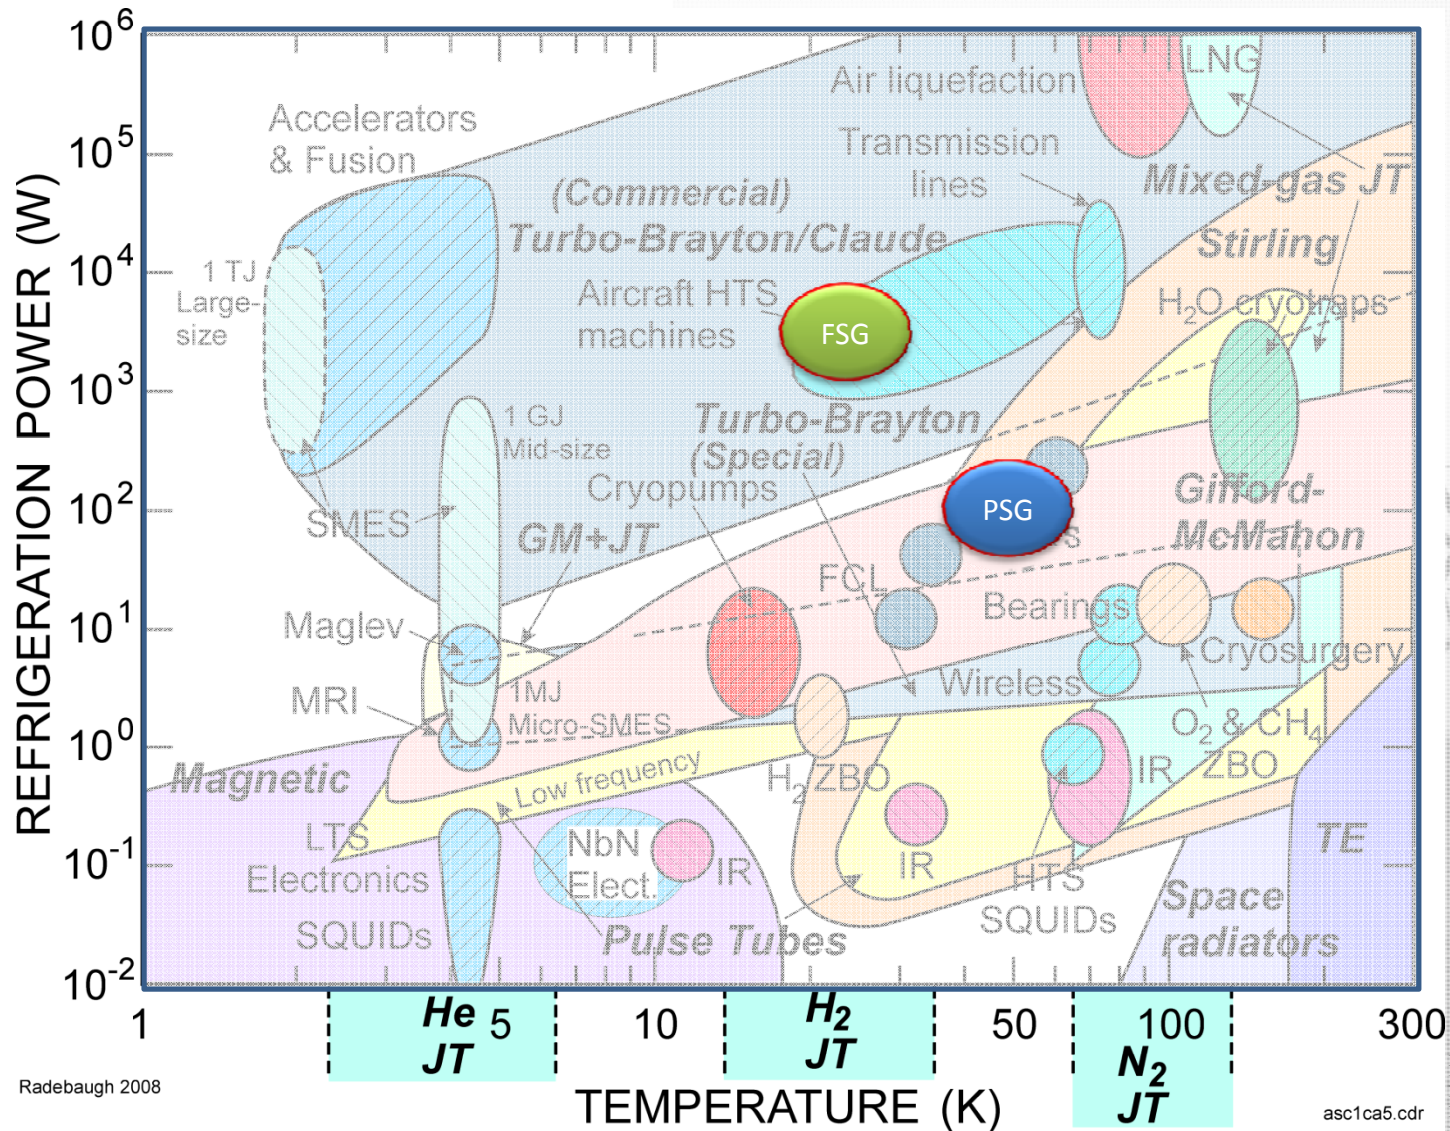 10^6
10^5
10^4
10^3
10^2
10^1
10^0
10^-1
10^-2
REFRIGERATION POWER (W)
Air liquefaction
LNG
Accelerators
& Fusion
Transmission
lines
Mixed-gas JT
(Commercial)
Turbo-Brayton/Claude
Stirling
1 TJ
Large-
size
Aircraft HTS
machines
H2O cryotraps
FSG
1 GJ
Mid-size
Turbo-Brayton
(Special)
Cryopumps
SMES
GM+JT
PSG
Gifford-
McMahon
FCL
Bearings
Maglev
Cryosurgery
MRI
1MJ
Micro-SMES
Wireless
O2 & CH4
ZBO
Magnetic
Low frequency
H2 ZBO
IR
LTS
Electronics
NbN
Elect.
IR
IR
HTS
SQUIDs
TE
SQUIDs
Pulse Tubes
Space
radiators
1
5
10
50
100
300
He
JT
H2
JT
N2
JT
TEMPERATURE (K)
Radebaugh 2008
asc1ca5.cdr